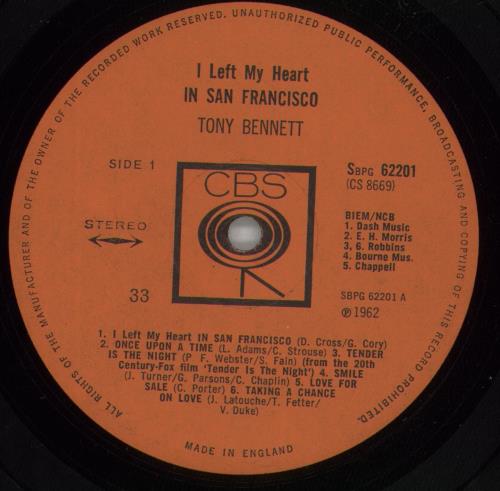 ALL RIGHTS OF THE MANUFACTURER AND OF THE OWNER OF THE RECORDED WORK RESERVED. UNAUTHORIZED PUBLIC PERFORMANCE, BROADCASTING AND COPYING OF THIS RECORD PROHIBITED.
I Left My Heart
IN SAN FRANCISCO
TONY BENNETT
SIDE 1
SBPG 62201
(CS 8669)
CBS
STEREO
BIEM/NCB
1. Dash Music
2. E. H. Morris
3, 6. Robbins
4. Bourne Mus.
5. Chappell
33
SBPG 62201 A
℗ 1962
1. I Left My Heart IN SAN FRANCISCO (D. Cross/G. Cory)
2. ONCE UPON A TIME (L. Adams/C. Strouse) 3. TENDER
IS THE NIGHT (P F. Webster/S. Fain) (from the 20th
Century-Fox film 'Tender Is The Night') 4. SMILE
(J. Turner/G. Parsons/C. Chaplin) 5. LOVE FOR
SALE (C. Porter) 6. TAKING A CHANCE
ON LOVE (J. Latouche/T. Fetter/
V. Duke)
MADE IN ENGLAND